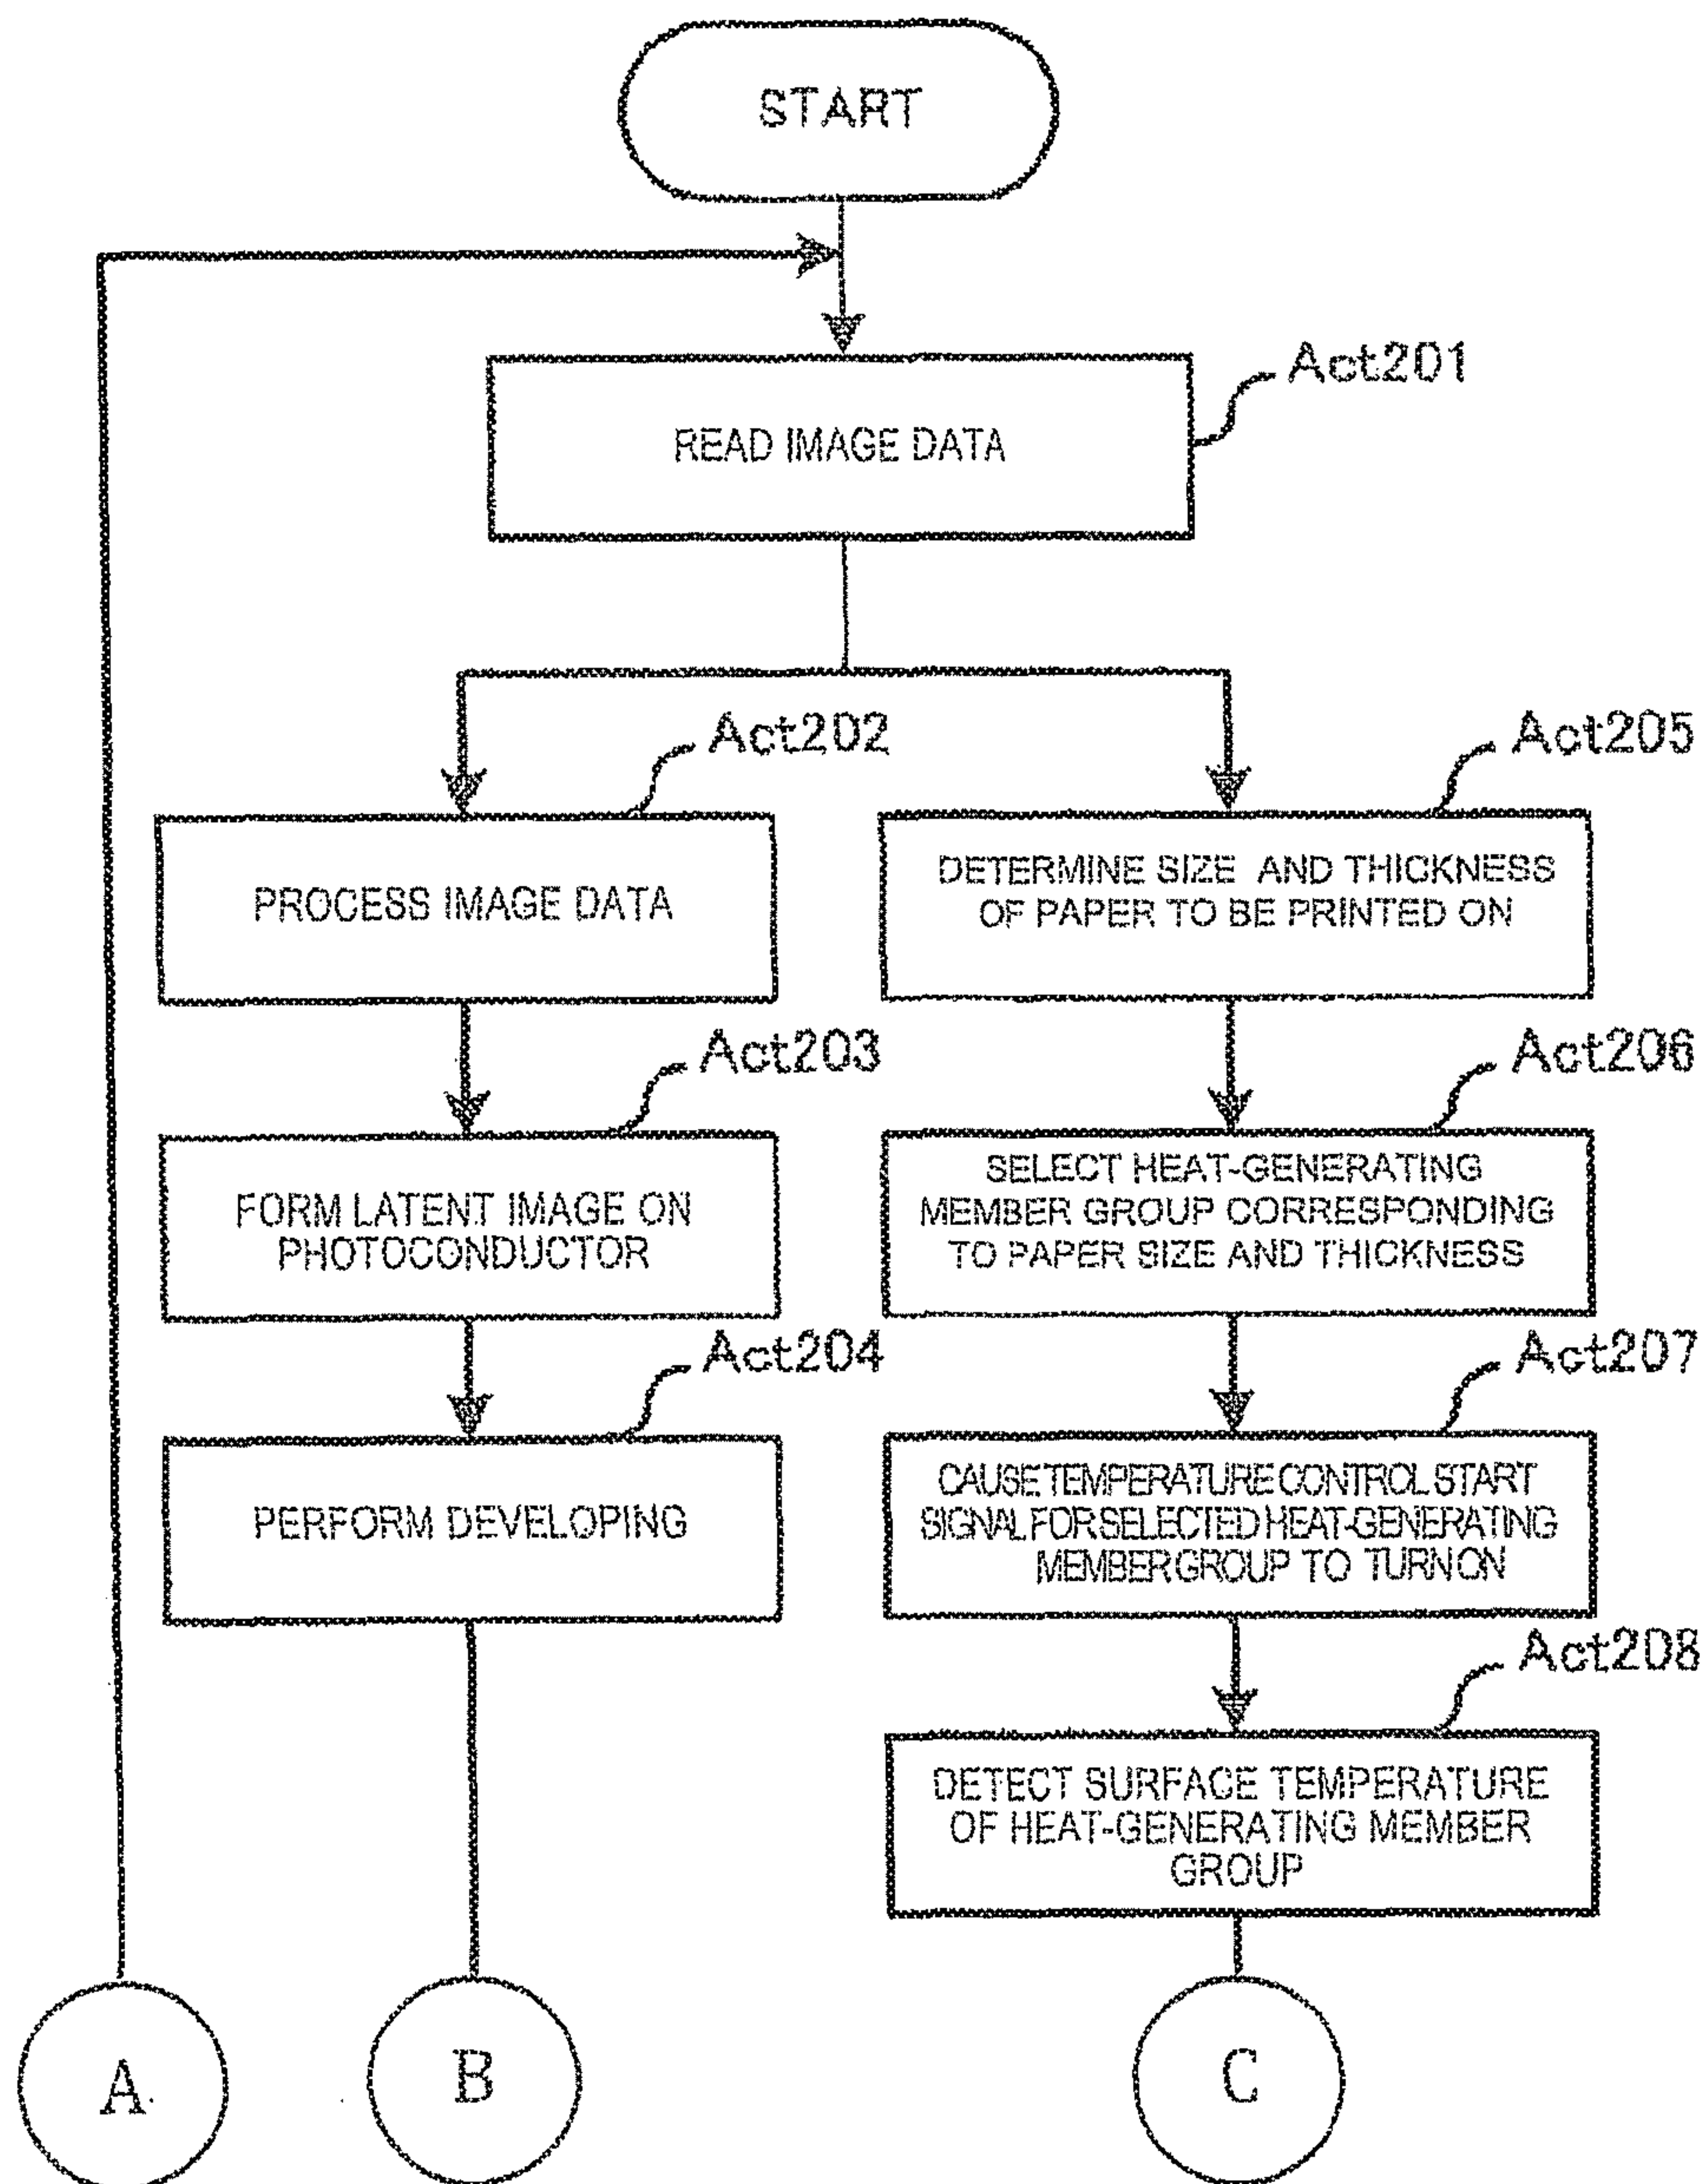 START
Act201
READ IMAGE DATA
Act202
PROCESS IMAGE DATA
Act203
FORM LATENT IMAGE ON
PHOTOCONDUCTOR
Act204
PERFORM DEVELOPING
Act205
DETERMINE SIZE AND THICKNESS
OF PAPER TO BE PRINTED ON
Act206
SELECT HEAT-GENERATING
MEMBER GROUP CORRESPONDING
TO PAPER SIZE AND THICKNESS
Act207
CAUSE TEMPERATURE CONTROL START
SIGNAL FOR SELECTED HEAT-GENERATING
MEMBER GROUP TO TURN ON
Act208
DETECT SURFACE TEMPERATURE
OF HEAT-GENERATING MEMBER
GROUP
A
B
C